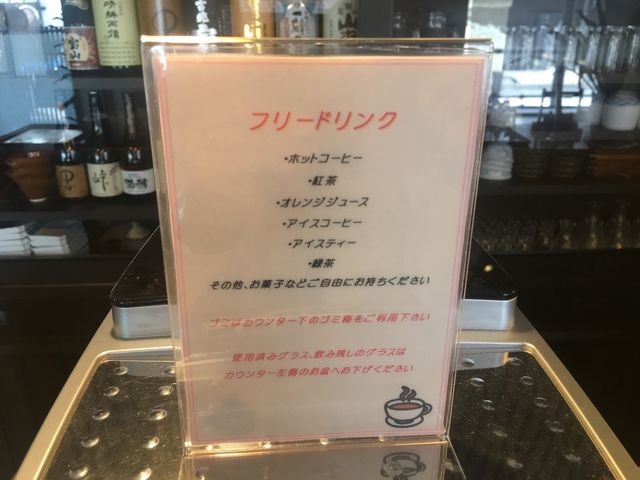 フリードリンク
・ホットコーヒー
・紅茶
・オレンジジュース
・アイスコーヒー
・アイスティー
・緑茶
その他、お菓子などご自由にお持ちください
ゴミはカウンター下のゴミ箱をご利用下さい
使用済みグラス、飲み残しのグラスは
カウンター左側のお盆へお下げください